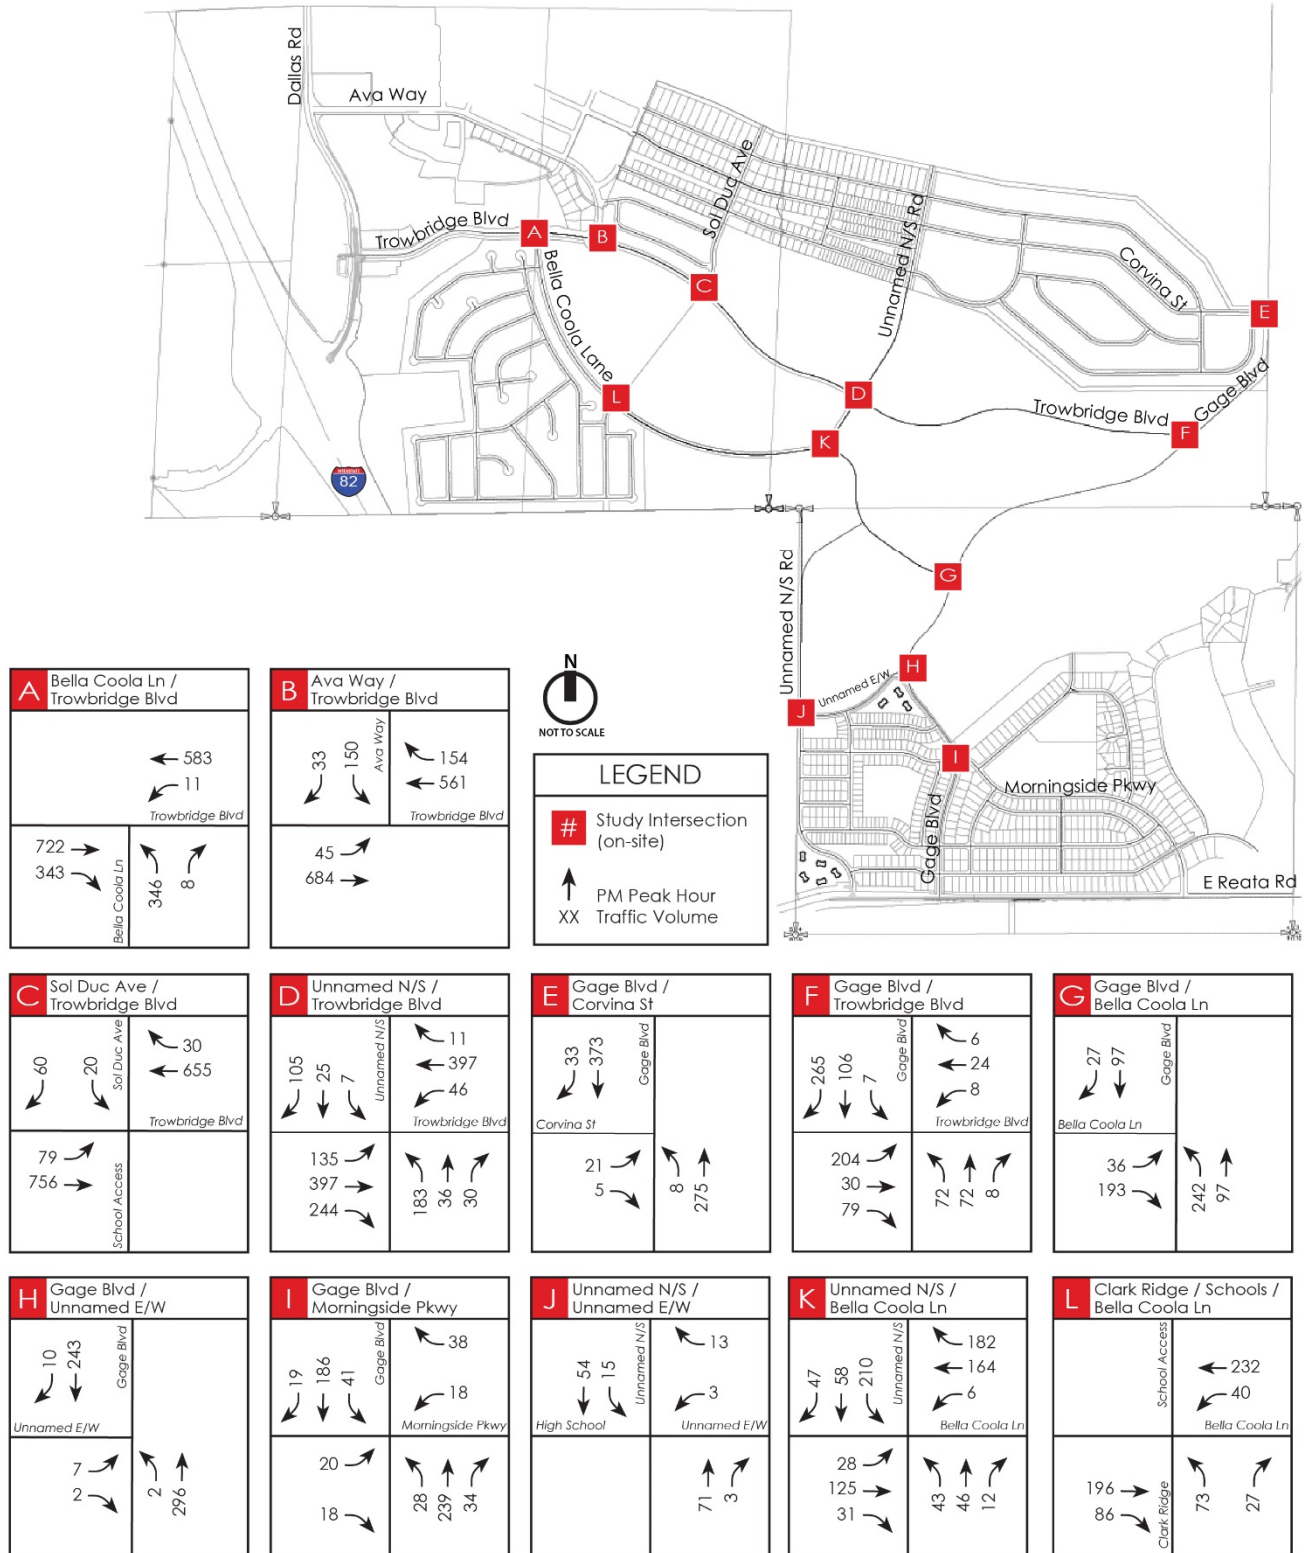 Dallas Rd
Ava Way
Sol Duc Ave
Unnamed N/S Rd
Trowbridge Blvd
A
B
C
Bella Coola Lane
Corvina St
E
L
D
K
Trowbridge Blvd
Gage Blvd
F
INTERSTATE
82
Unnamed N/S Rd
G
H
Unnamed E/W
J
I
Morningside Pkwy
Gage Blvd
E Reata Rd
N
NOT TO SCALE
LEGEND
# Study Intersection
(on-site)
PM Peak Hour
XX Traffic Volume
A Bella Coola Ln /
Trowbridge Blvd
583
11
Trowbridge Blvd
722
343
Bella Coola Ln
346
8
B Ava Way /
Trowbridge Blvd
33
150
Ava Way
154
561
Trowbridge Blvd
45
684
C Sol Duc Ave /
Trowbridge Blvd
60
20
Sol Duc Ave
30
655
Trowbridge Blvd
79
756
School Access
D Unnamed N/S /
Trowbridge Blvd
105
25
7
Unnamed N/S
11
397
46
Trowbridge Blvd
135
397
244
183
36
30
E Gage Blvd /
Corvina St
33
373
Gage Blvd
Corvina St
21
5
8
275
F Gage Blvd /
Trowbridge Blvd
265
106
7
Gage Blvd
6
24
8
Trowbridge Blvd
204
30
79
72
72
8
G Gage Blvd /
Bella Coola Ln
27
97
Gage Blvd
Bella Coola Ln
36
193
242
97
H Gage Blvd /
Unnamed E/W
10
243
Gage Blvd
Unnamed E/W
7
2
2
296
I Gage Blvd /
Morningside Pkwy
19
186
41
Gage Blvd
38
18
Morningside Pkwy
20
18
28
239
34
J Unnamed N/S /
Unnamed E/W
54
15
Unnamed N/S
13
3
High School
Unnamed E/W
71
3
K Unnamed N/S /
Bella Coola Ln
47
58
210
Unnamed N/S
182
164
6
Bella Coola Ln
28
125
31
43
46
12
L Clark Ridge / Schools /
Bella Coola Ln
School Access
232
40
Bella Coola Ln
196
86
Clark Ridge
73
27